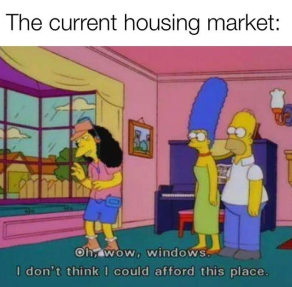 The current housing market:
Oh, wow, windows.
I don't think I could afford this place.